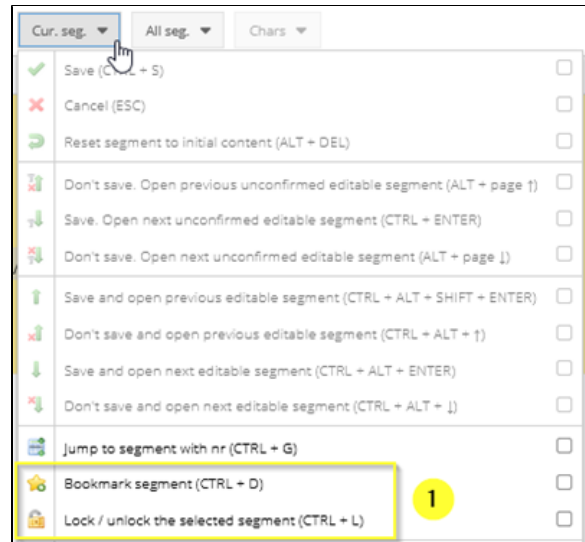 Cur. seg. All seg. Chars
Save (CTRL + S)
Cancel (ESC)
Reset segment to initial content (ALT + DEL)
Don't save. Open previous unconfirmed editable segment (ALT + page ↑)
Save. Open next unconfirmed editable segment (CTRL + ENTER)
Don't save. Open next unconfirmed editable segment (ALT + page ↓)
Save and open previous editable segment (CTRL + ALT + SHIFT + ENTER)
Don't save and open previous editable segment (CTRL + ALT + ↑)
Save and open next editable segment (CTRL + ALT + ENTER)
Don't save and open next editable segment (CTRL + ALT + ↓)
Jump to segment with nr (CTRL + G)
Bookmark segment (CTRL + D)
1
Lock / unlock the selected segment (CTRL + L)